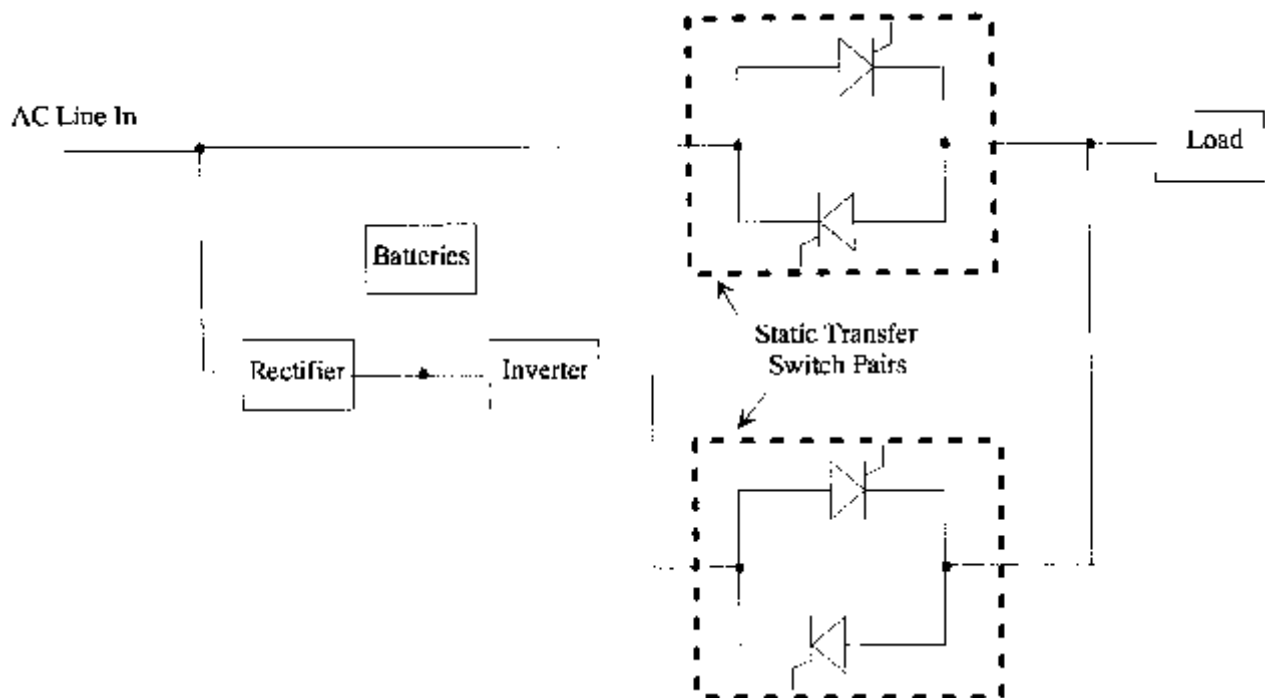 AC Line In
Load
Batteries
Static Transfer
Switch Pairs
Rectifier
Inverter